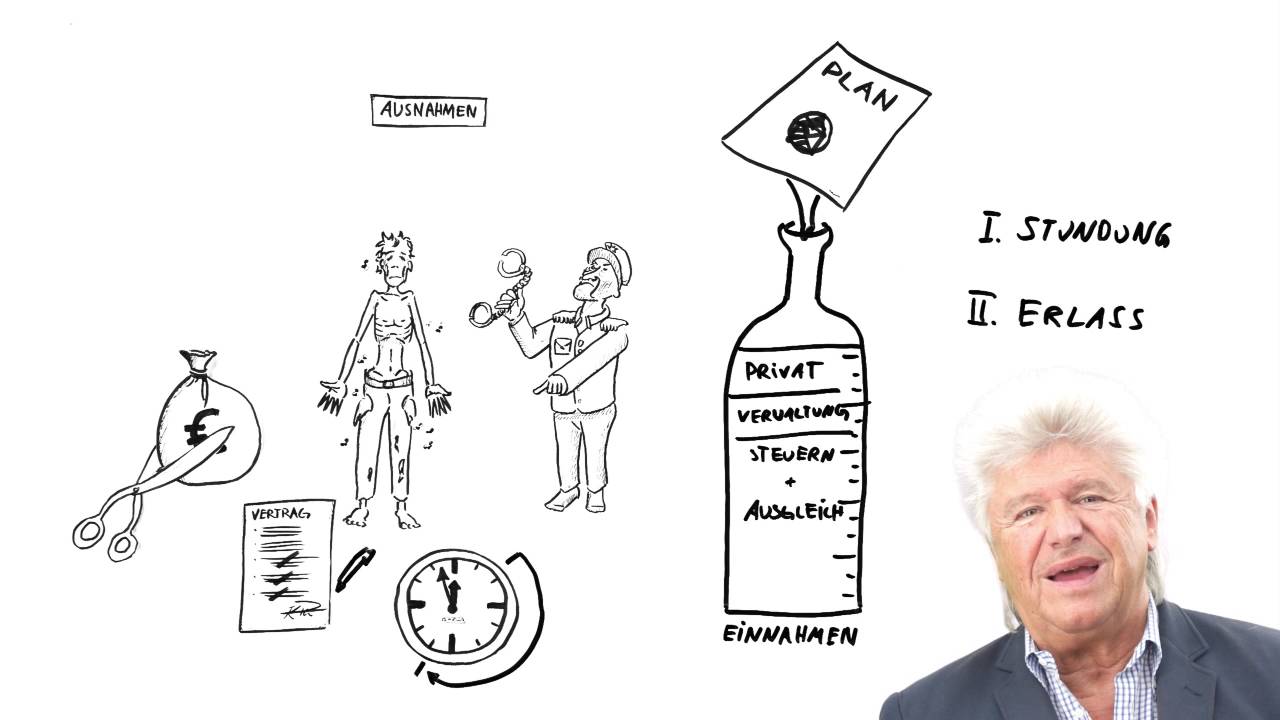 AUSNAHMEN
€
VERTRAG
PLAN
PRIVAT
VERWALTUNG
STEUERN
+
AUSGLEICH
EINNAHMEN
I. STUNDUNG
II. ERLASS